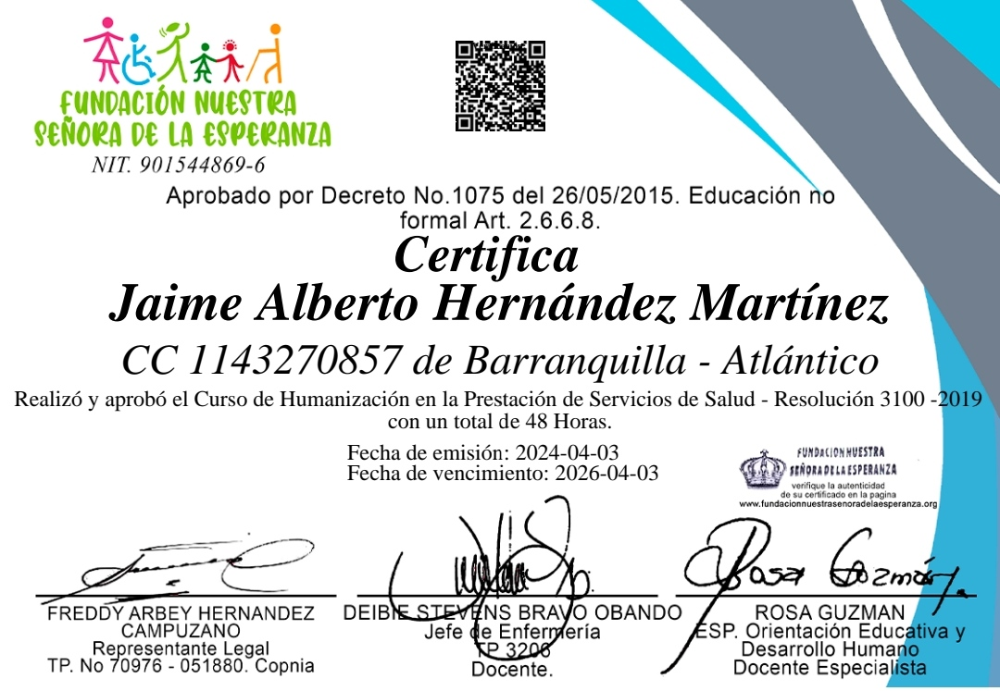 FUNDACIÓN NUESTRA
SEÑORA DE LA ESPERANZA
NIT. 901544869-6
Aprobado por Decreto No.1075 del 26/05/2015. Educación no
formal Art. 2.6.6.8.
Certifica
Jaime Alberto Hernández Martínez
CC 1143270857 de Barranquilla - Atlántico
Realizó y aprobó el Curso de Humanización en la Prestación de Servicios de Salud - Resolución 3100 -2019
con un total de 48 Horas.
Fecha de emisión: 2024-04-03
Fecha de vencimiento: 2026-04-03
FUNDACION NUESTRA
SEÑORA DE LA ESPERANZA
verifique la autenticidad
de su certificado en la pagina
www.fundacionnuestrasenoradelaesperanza.org
Rosa Guzmán
FREDDY ARBEY HERNANDEZ
CAMPUZANO
Representante Legal
TP. No 70976 - 051880. Copnia
DEIBIE STEVENS BRAVO OBANDO
Jefe de Enfermería
TP 3206
Docente.
ROSA GUZMAN
ESP. Orientación Educativa y
Desarrollo Humano
Docente Especialista